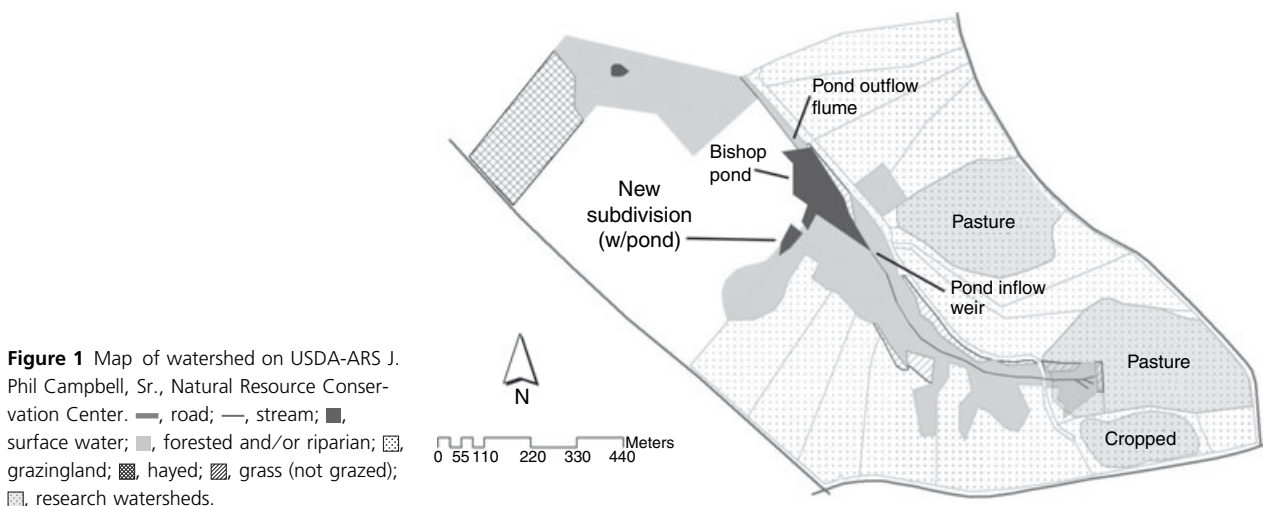 Pond outflow
flume
Bishop
pond
New
subdivision
(w/pond)
Pasture
Pond inflow
weir
Pasture
Cropped
N
Meters
0 55 110 220 330 440
Figure 1 Map of watershed on USDA-ARS J.
Phil Campbell, Sr., Natural Resource Conser-
vation Center. ▬, road; —, stream; ■,
surface water; ■, forested and/or riparian; ▩,
grazingland; ▩, hayed; ▨, grass (not grazed);
▩, research watersheds.